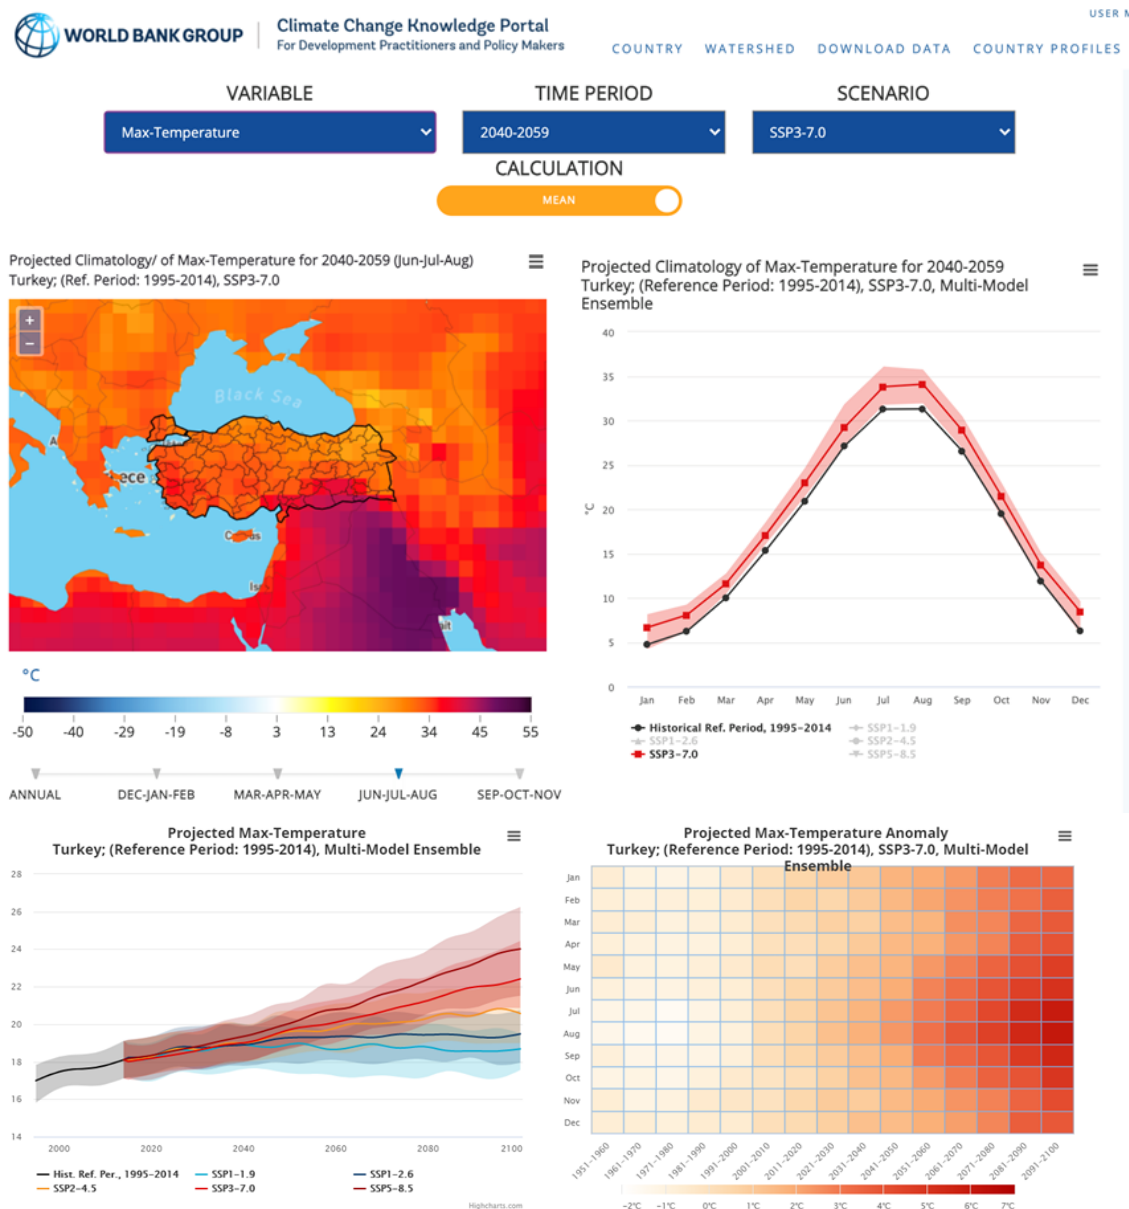 WORLD BANK GROUP
Climate Change Knowledge Portal
For Development Practitioners and Policy Makers
USER
COUNTRY WATERSHED DOWNLOAD DATA COUNTRY PROFILES
VARIABLE TIME PERIOD SCENARIO
Max-Temperature 2040-2059 SSP3-7.0
CALCULATION
MEAN
Projected Climatology/ of Max-Temperature for 2040-2059 (Jun-Jul-Aug)
Turkey; (Ref. Period: 1995-2014), SSP3-7.0
+
−
Black Sea
A
ece
Is
°C
-50 -40 -29 -19 -8 3 13 24 34 45 55
ANNUAL DEC-JAN-FEB MAR-APR-MAY JUN-JUL-AUG SEP-OCT-NOV
Projected Climatology of Max-Temperature for 2040-2059
Turkey; (Reference Period: 1995-2014), SSP3-7.0, Multi-Model
Ensemble
40
35
30
25
20
15
10
5
0
°C
Jan Feb Mar Apr May Jun Jul Aug Sep Oct Nov Dec
Historical Ref. Period, 1995-2014 SSP1-1.9
SSP1-2.6 SSP2-4.5
SSP3-7.0 SSP5-8.5
Projected Max-Temperature
Turkey; (Reference Period: 1995-2014), Multi-Model Ensemble
28
26
24
22
20
18
16
14
2000 2020 2040 2060 2080 2100
Hist. Ref. Per., 1995-2014 SSP1-1.9 SSP1-2.6
SSP2-4.5 SSP3-7.0 SSP5-8.5
Highcharts.com
Projected Max-Temperature Anomaly
Turkey; (Reference Period: 1995-2014), SSP3-7.0, Multi-Model
Ensemble
Jan
Feb
Mar
Apr
May
Jun
Jul
Aug
Sep
Oct
Nov
Dec
1951-1960 1961-1970 1971-1980 1981-1990 1991-2000 2001-2010 2011-2020 2021-2030 2031-2040 2041-2050 2051-2060 2061-2070 2071-2080 2081-2090 2091-2100
-2°C -1°C 0°C 1°C 2°C 3°C 4°C 5°C 6°C 7°C